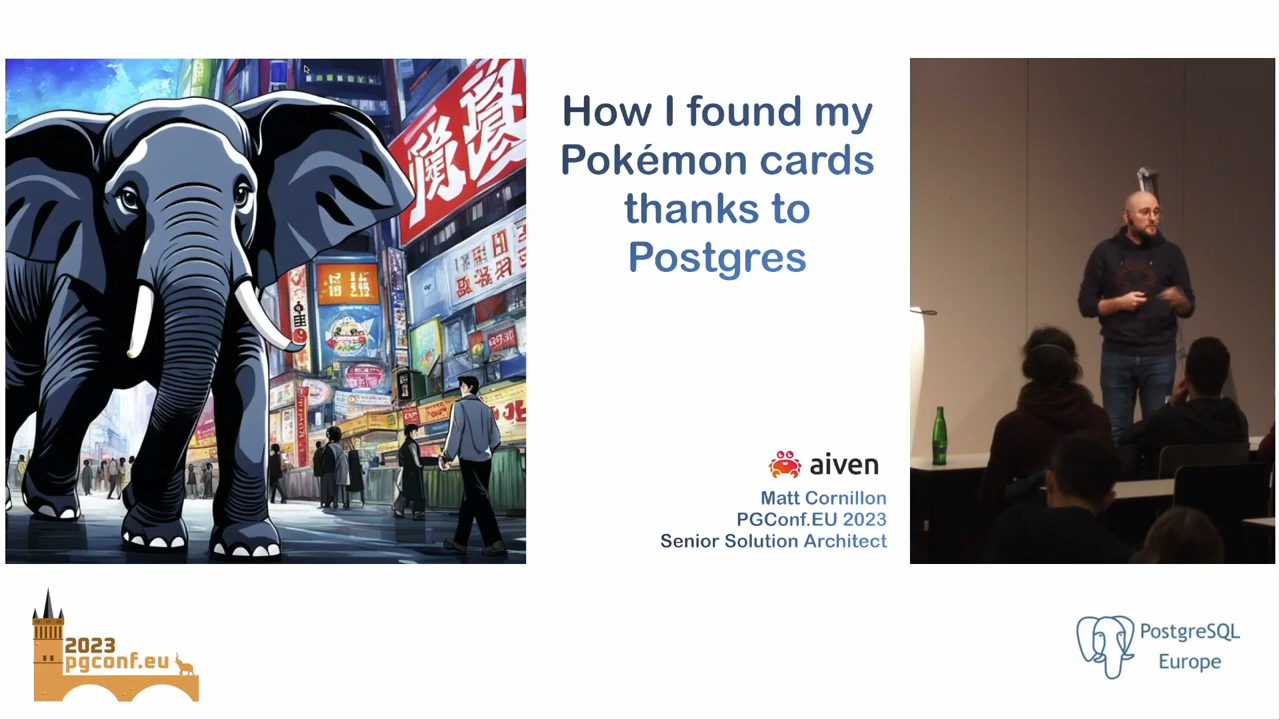 How I found my
Pokémon cards
thanks to
Postgres
aiven
Matt Cornillon
PGConf.EU 2023
Senior Solution Architect
2023
pgconf.eu
PostgreSQL
Europe